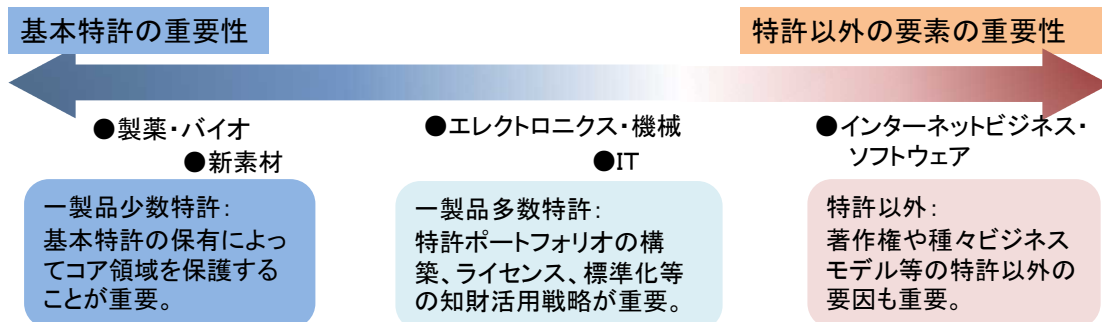 基本特許の重要性
特許以外の要素の重要性
●製薬・バイオ
●新素材
●エレクトロニクス・機械
●IT
●インターネットビジネス・
ソフトウェア
一製品少数特許：
基本特許の保有によっ
てコア領域を保護する
ことが重要。
一製品多数特許：
特許ポートフォリオの構
築、ライセンス、標準化等
の知財活用戦略が重要。
特許以外：
著作権や種々ビジネス
モデル等の特許以外の
要因も重要。